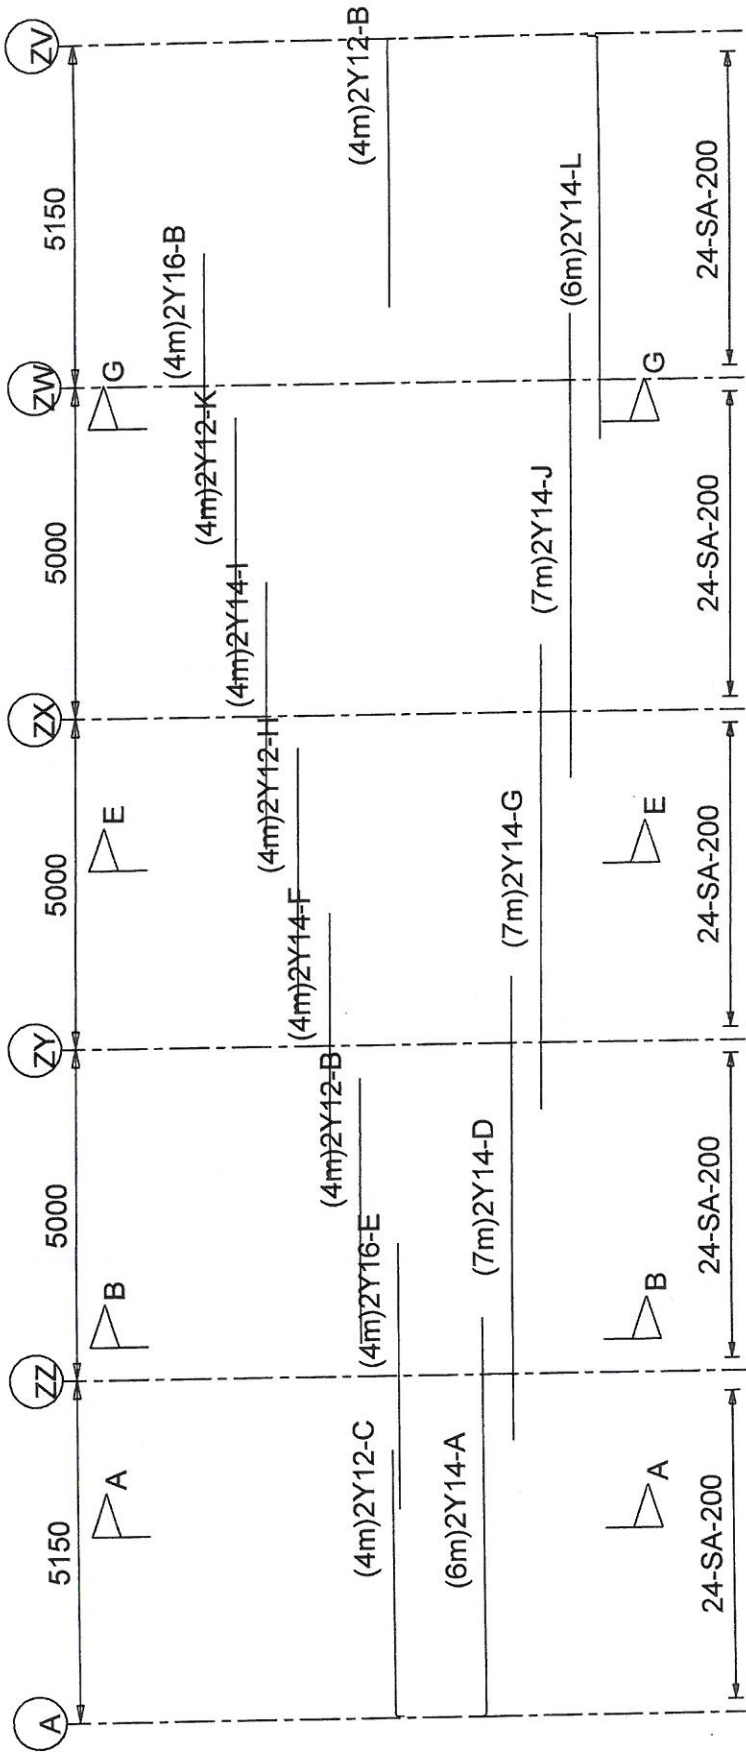 A ZZ ZY ZX ZW ZV
5150 5000 5000 5000 5150
A B E G
(4m)2Y16-B
(4m)2Y12-K
(4m)2Y14-I
(4m)2Y12-H
(4m)2Y14-F
(4m)2Y12-B
(4m)2Y16-E
(4m)2Y12-C
(4m)2Y12-B
(6m)2Y14-A
(7m)2Y14-D
(7m)2Y14-G
(7m)2Y14-J
(6m)2Y14-L
A B E G
24-SA-200 24-SA-200 24-SA-200 24-SA-200 24-SA-200